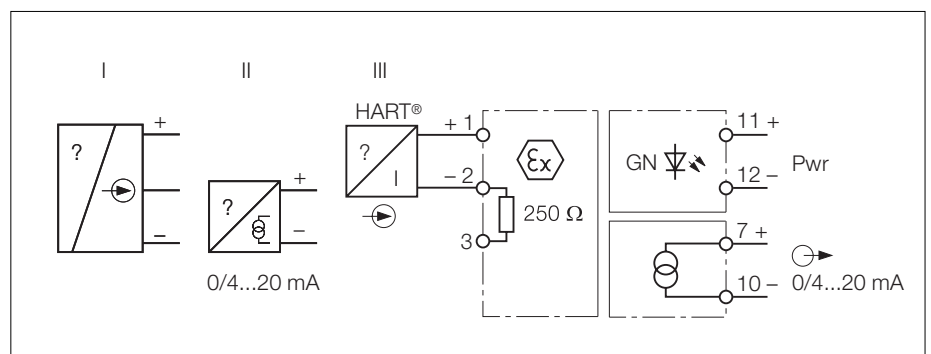 I II III
HART®
+
?
–
?
+
–
0/4...20 mA
?
I
+ 1
– 2
3
εx
250 Ω
GN
11 +
12 –
Pwr
7 +
10 –
0/4...20 mA